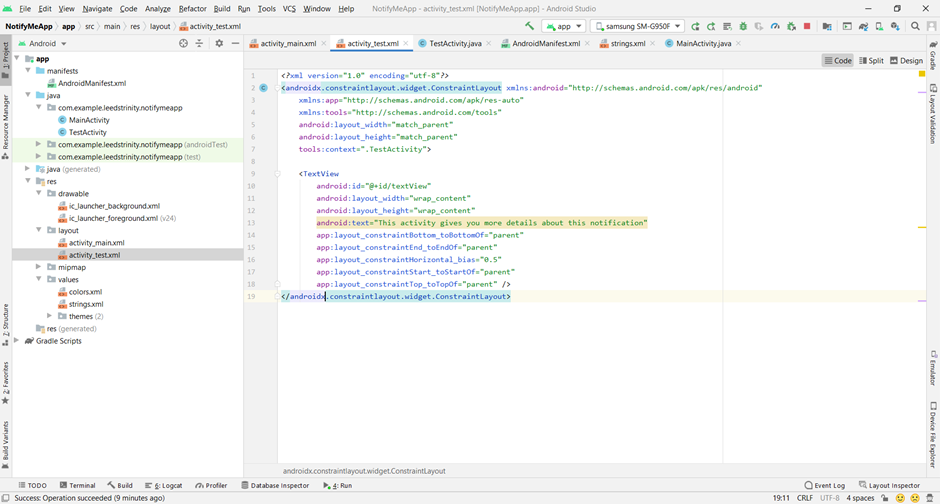 File Edit View Navigate Code Analyze Refactor Build Run Tools VCS Window Help NotifyMeApp - activity_test.xml [NotifyMeApp.app] - Android Studio
NotifyMeApp app src main res layout activity_test.xml app samsung SM-G950F
Android activity_main.xml activity_test.xml TestActivity.java AndroidManifest.xml strings.xml MainActivity.java
Code Split Design
1: Project
Resource Manager
Z: Structure
2: Favorites
Build Variants
app
manifests
AndroidManifest.xml
java
com.example.leedstrinity.notifymeapp
MainActivity
TestActivity
com.example.leedstrinity.notifymeapp (androidTest)
com.example.leedstrinity.notifymeapp (test)
java (generated)
res
drawable
ic_launcher_background.xml
ic_launcher_foreground.xml (v24)
layout
activity_main.xml
activity_test.xml
mipmap
values
colors.xml
strings.xml
themes (2)
res (generated)
Gradle Scripts
1 <?xml version="1.0" encoding="utf-8"?>
2 <androidx.constraintlayout.widget.ConstraintLayout xmlns:android="http://schemas.android.com/apk/res/android"
3 xmlns:app="http://schemas.android.com/apk/res-auto"
4 xmlns:tools="http://schemas.android.com/tools"
5 android:layout_width="match_parent"
6 android:layout_height="match_parent"
7 tools:context=".TestActivity">
8
9 <TextView
10 android:id="@+id/textView"
11 android:layout_width="wrap_content"
12 android:layout_height="wrap_content"
13 android:text="This activity gives you more details about this notification"
14 app:layout_constraintBottom_toBottomOf="parent"
15 app:layout_constraintEnd_toEndOf="parent"
16 app:layout_constraintHorizontal_bias="0.5"
17 app:layout_constraintStart_toStartOf="parent"
18 app:layout_constraintTop_toTopOf="parent" />
19 </androidx.constraintlayout.widget.ConstraintLayout>
Gradle
Layout Validation
Emulator
Device File Explorer
androidx.constraintlayout.widget.ConstraintLayout
TODO Terminal Build 6: Logcat Profiler Database Inspector 4: Run Event Log Layout Inspector
Success: Operation succeeded (9 minutes ago) 19:11 CRLF UTF-8 4 spaces